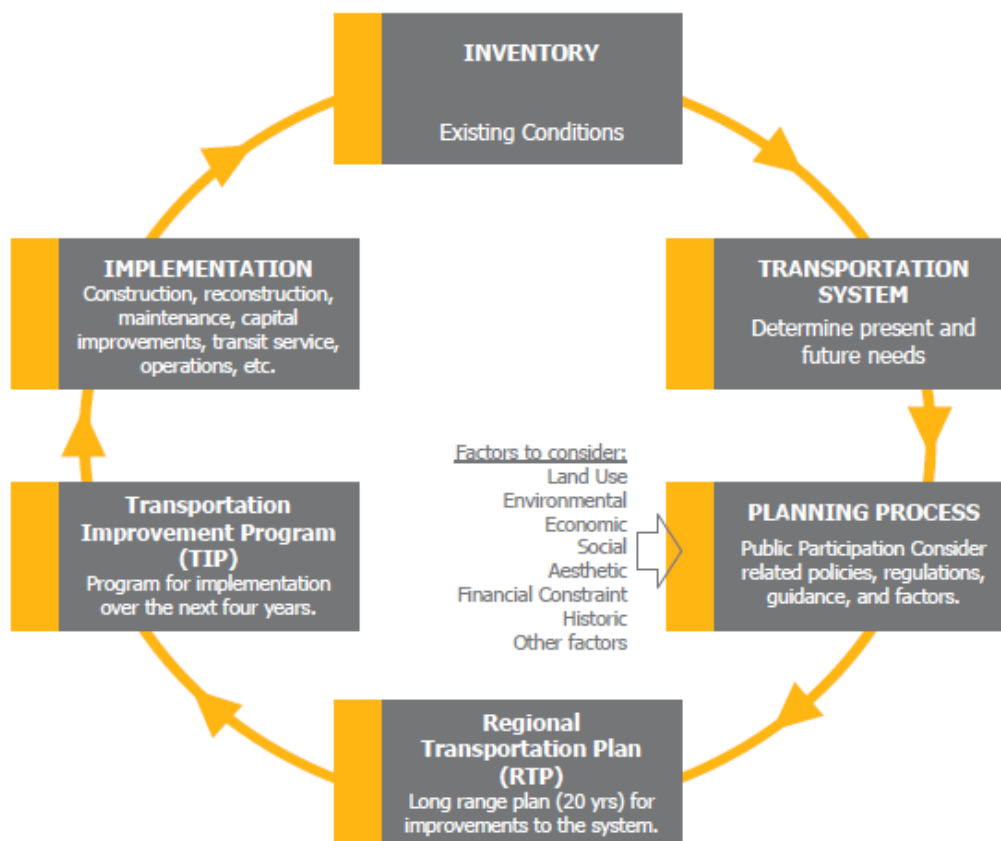 INVENTORY
Existing Conditions
TRANSPORTATION
SYSTEM
Determine present and
future needs
Factors to consider:
Land Use
Environmental
Economic
Social
Aesthetic
Financial Constraint
Historic
Other factors
PLANNING PROCESS
Public Participation Consider
related policies, regulations,
guidance, and factors.
Regional
Transportation Plan
(RTP)
Long range plan (20 yrs) for
improvements to the system.
Transportation
Improvement Program
(TIP)
Program for implementation
over the next four years.
IMPLEMENTATION
Construction, reconstruction,
maintenance, capital
improvements, transit service,
operations, etc.